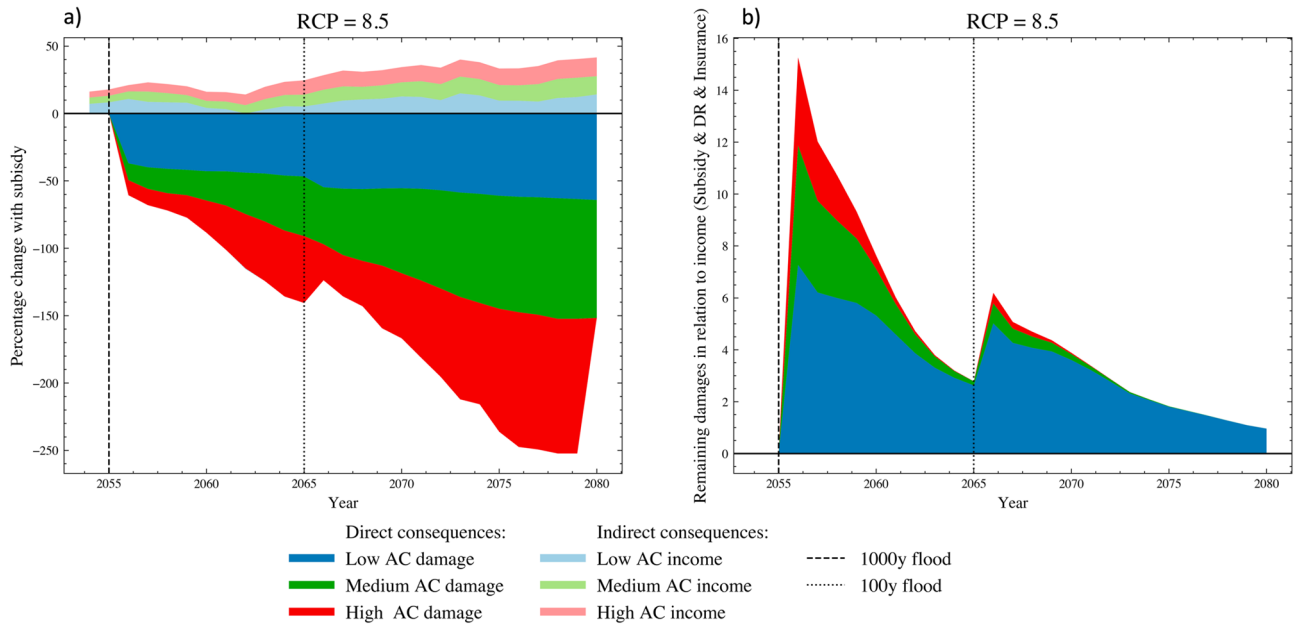 a)
RCP = 8.5
Percentage change with subisdy
50
0
−50
−100
−150
−200
−250
2055
2060
2065
2070
2075
2080
Year
b)
RCP = 8.5
Remaining damages in relation to income (Subsidy & DR & Insurance)
16
14
12
10
8
6
4
2
0
2055
2060
2065
2070
2075
2080
Year
Direct consequences:
Low AC damage
Medium AC damage
High AC damage
Indirect consequences:
Low AC income
Medium AC income
High AC income
1000y flood
100y flood